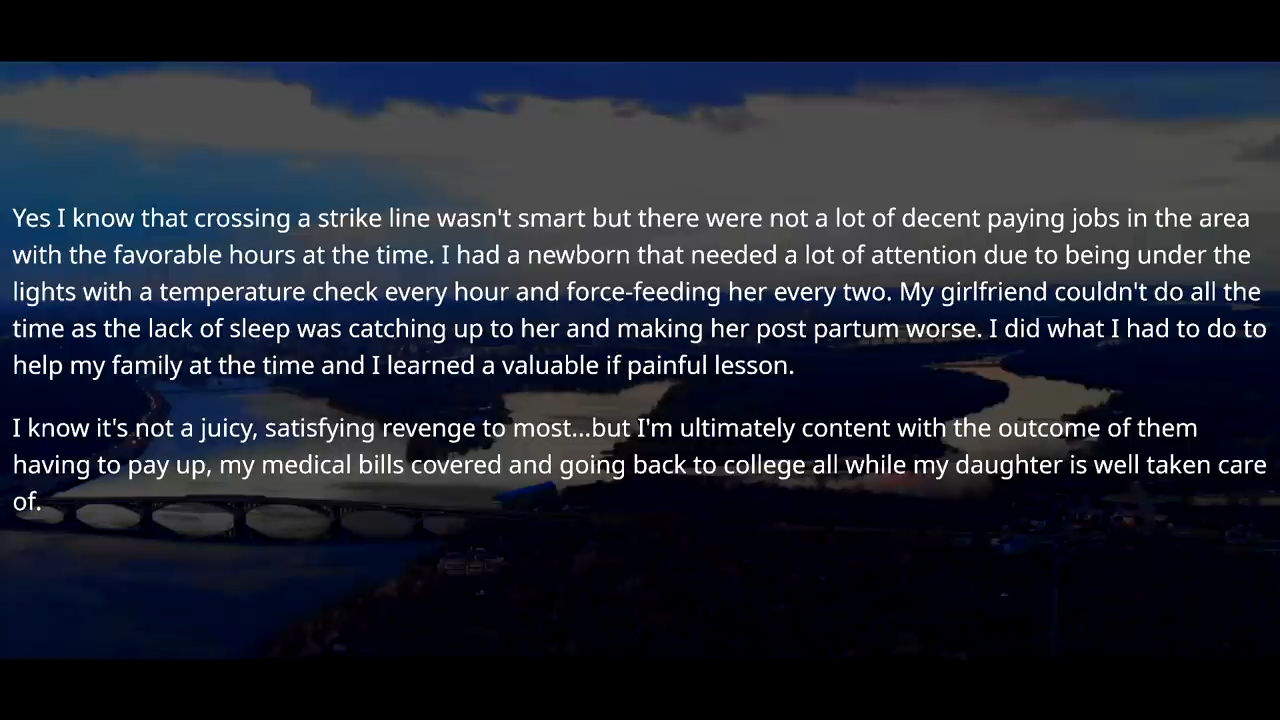 Yes I know that crossing a strike line wasn't smart but there were not a lot of decent paying jobs in the area
with the favorable hours at the time. I had a newborn that needed a lot of attention due to being under the
lights with a temperature check every hour and force-feeding her every two. My girlfriend couldn't do all the
time as the lack of sleep was catching up to her and making her post partum worse. I did what I had to do to
help my family at the time and I learned a valuable if painful lesson.
I know it's not a juicy, satisfying revenge to most...but I'm ultimately content with the outcome of them
having to pay up, my medical bills covered and going back to college all while my daughter is well taken care
of.